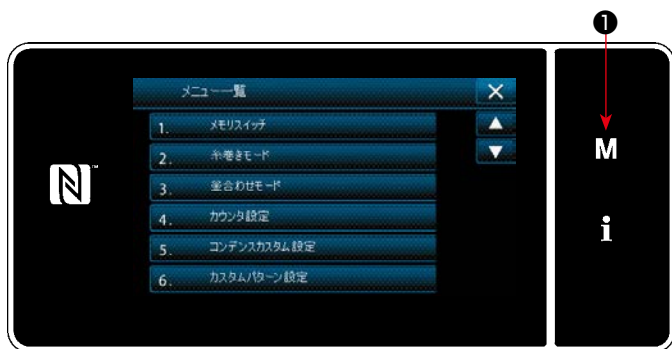 ❶
メニュー一覧
1. メモリスイッチ
2. 糸巻きモード
3. 釜合わせモード
4. カウンタ設定
5. コンデンスカスタム設定
6. カスタムパターン設定
N
M
i